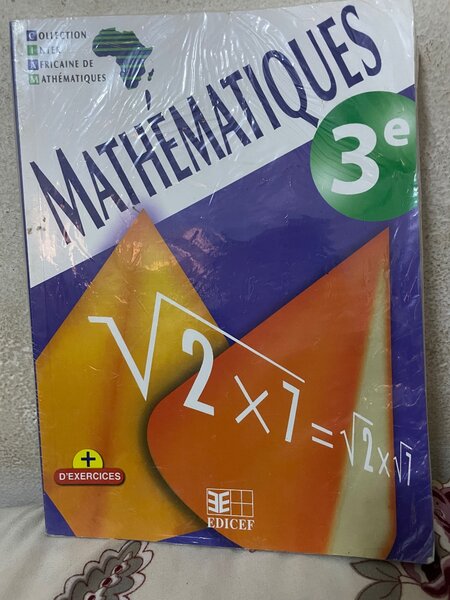 COLLECTION
INTER
AFRICAINE DE
MATHÉMATIQUES
MATHÉMATIQUES
3e
√2 × 7 = √2 × √7
+
D'EXERCICES
EDICEF